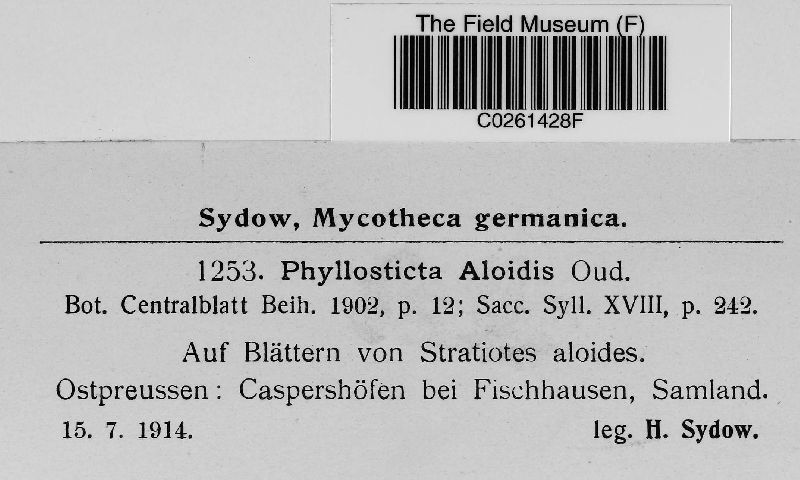 The Field Museum (F)
C0261428F
Sydow, Mycotheca germanica.
1253. Phyllosticta Aloidis Oud.
Bot. Centralblatt Beih. 1902, p. 12; Sacc. Syll. XVIII, p. 242.
Auf Blättern von Stratiotes aloides.
Ostpreussen: Caspershöfen bei Fischhausen, Samland.
15. 7. 1914. leg. H. Sydow.